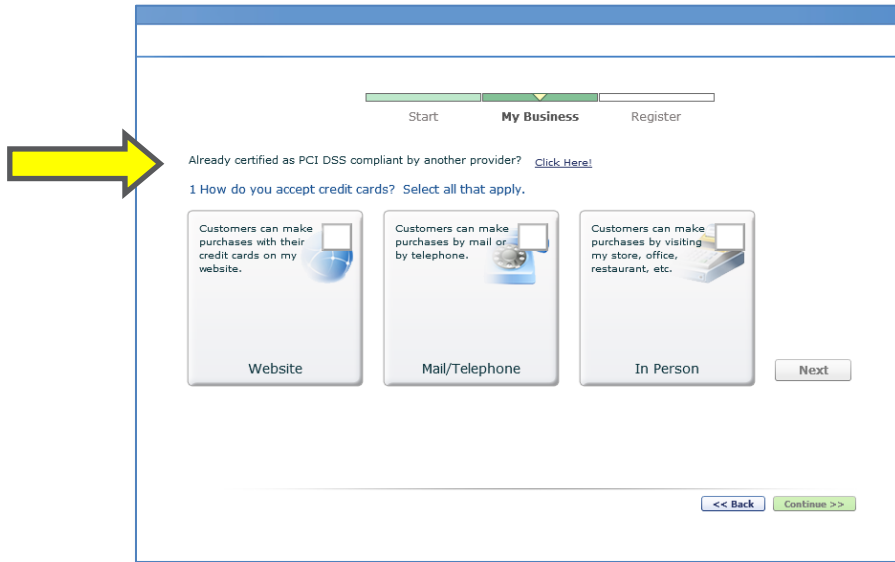 Start My Business Register
Already certified as PCI DSS compliant by another provider? Click Here!
1 How do you accept credit cards? Select all that apply.
Customers can make
purchases with their
credit cards on my
website.
Website
Customers can make
purchases by mail or
by telephone.
Mail/Telephone
Customers can make
purchases by visiting
my store, office,
restaurant, etc.
In Person
Next
<< Back Continue >>